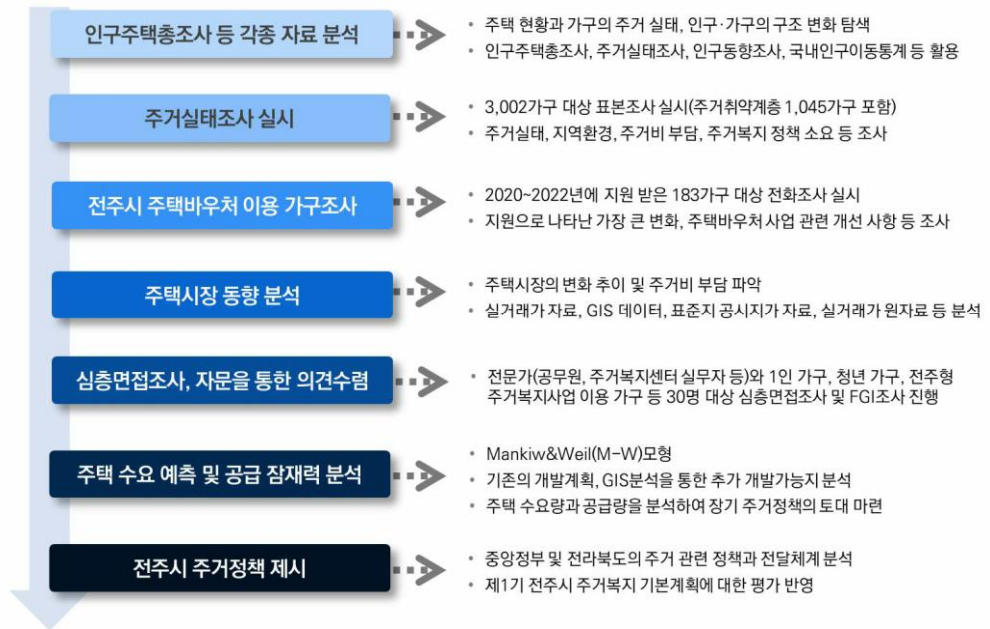 인구주택총조사 등 각종 자료 분석
• 주택 현황과 가구의 주거 실태, 인구·가구의 구조 변화 탐색
• 인구주택총조사, 주거실태조사, 인구동향조사, 국내인구이동통계 등 활용
주거실태조사 실시
• 3,002가구 대상 표본조사 실시(주거취약계층 1,045가구 포함)
• 주거실태, 지역환경, 주거비 부담, 주거복지 정책 소요 등 조사
전주시 주택바우처 이용 가구조사
• 2020~2022년에 지원 받은 183가구 대상 전화조사 실시
• 지원으로 나타난 가장 큰 변화, 주택바우처 사업 관련 개선 사항 등 조사
주택시장 동향 분석
• 주택시장의 변화 추이 및 주거비 부담 파악
• 실거래가 자료, GIS 데이터, 표준지 공시지가 자료, 실거래가 원자료 등 분석
심층면접조사, 자문을 통한 의견수렴
• 전문가(공무원, 주거복지센터 실무자 등)와 1인 가구, 청년 가구, 전주형
주거복지사업 이용 가구 등 30명 대상 심층면접조사 및 FGI조사 진행
주택 수요 예측 및 공급 잠재력 분석
• Mankiw&Weil(M-W)모형
• 기존의 개발계획, GIS분석을 통한 추가 개발가능지 분석
• 주택 수요량과 공급량을 분석하여 장기 주거정책의 토대 마련
전주시 주거정책 제시
• 중앙정부 및 전라북도의 주거 관련 정책과 전달체계 분석
• 제1기 전주시 주거복지 기본계획에 대한 평가 반영